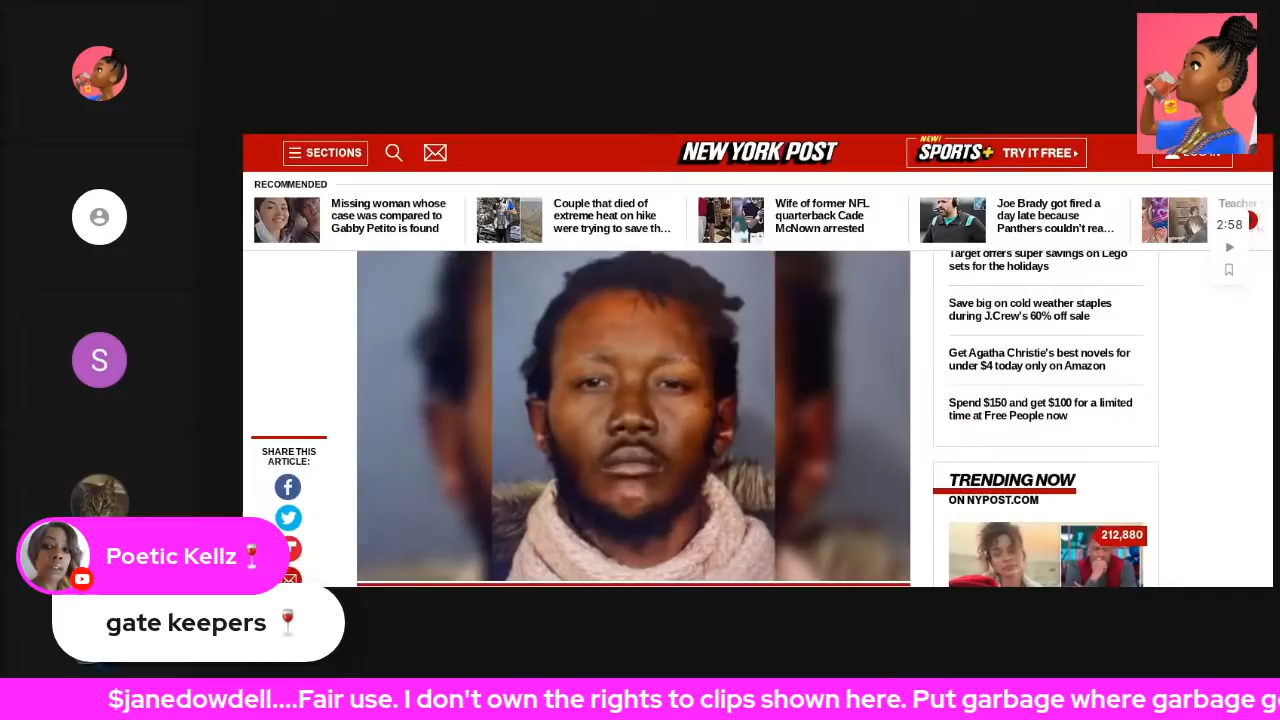 SECTIONS
NEW YORK POST
NEW!
SPORTS+ TRY IT FREE
RECOMMENDED
Missing woman whose
case was compared to
Gabby Petito is found
Couple that died of
extreme heat on hike
were trying to save th...
Wife of former NFL
quarterback Cade
McNown arrested
Joe Brady got fired a
day late because
Panthers couldn't rea...
Teacher
2:58
Target offers super savings on Lego
sets for the holidays
Save big on cold weather staples
during J.Crew's 60% off sale
Get Agatha Christie's best novels for
under $4 today only on Amazon
Spend $150 and get $100 for a limited
time at Free People now
SHARE THIS
ARTICLE:
S
TRENDING NOW
ON NYPOST.COM
212,880
Poetic Kellz🍷
gate keepers 🍷
$janedowdell....Fair use. I don't own the rights to clips shown here. Put garbage where garbage g